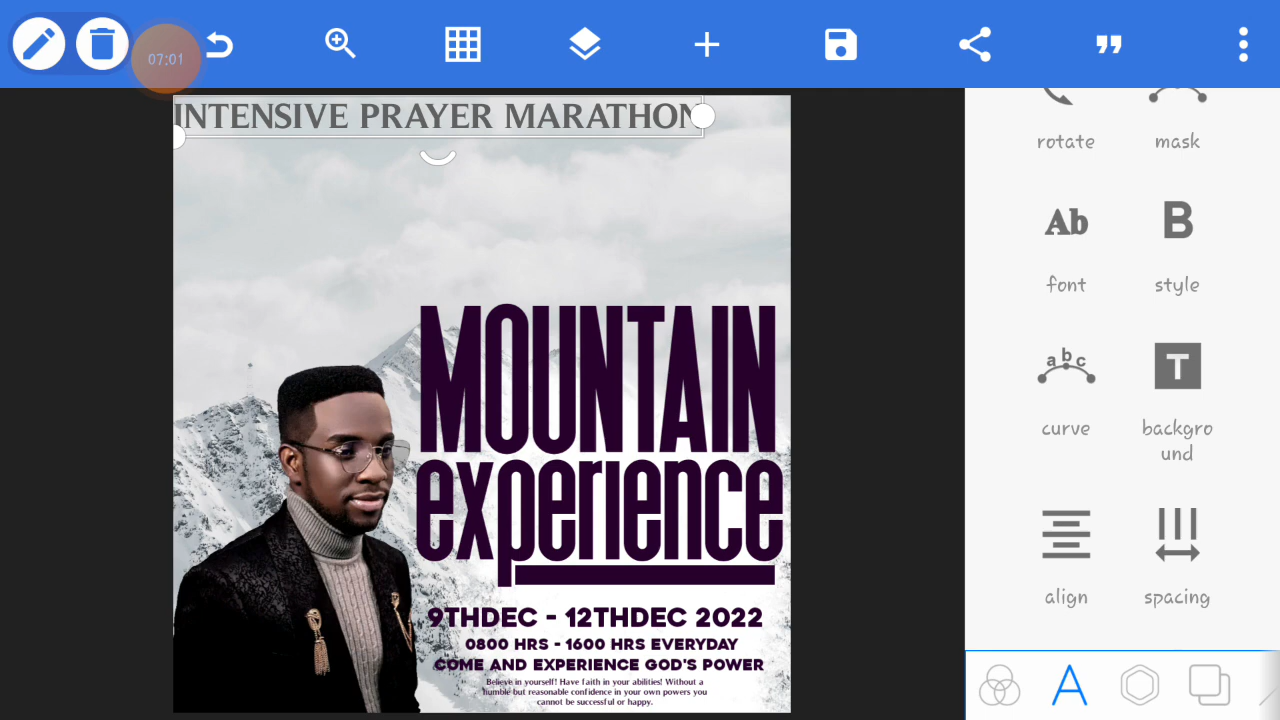 07:01
INTENSIVE PRAYER MARATHON
MOUNTAIN
experience
9THDEC - 12THDEC 2022
0800 HRS - 1600 HRS EVERYDAY
COME AND EXPERIENCE GOD'S POWER
Believe in yourself! Have faith in your abilities! Without a
humble but reasonable confidence in your own powers you
cannot be successful or happy.
rotate
mask
Ab
B
font
style
abc
T
curve
backgro
und
align
spacing
A